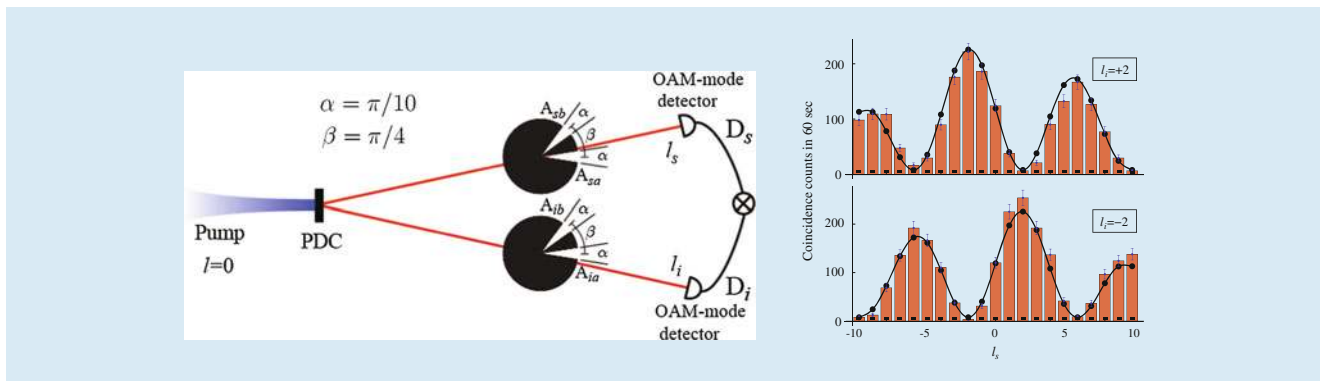 α = π/10
β = π/4
Pump
l=0
PDC
A_sb
α
β
α
A_sa
A_ib
α
β
α
A_ia
OAM-mode
detector
D_s
l_s
l_i
D_i
OAM-mode
detector
Coincidence counts in 60 sec
200
100
0
l_i=+2
200
100
0
l_i=−2
-10
-5
0
5
10
l_s